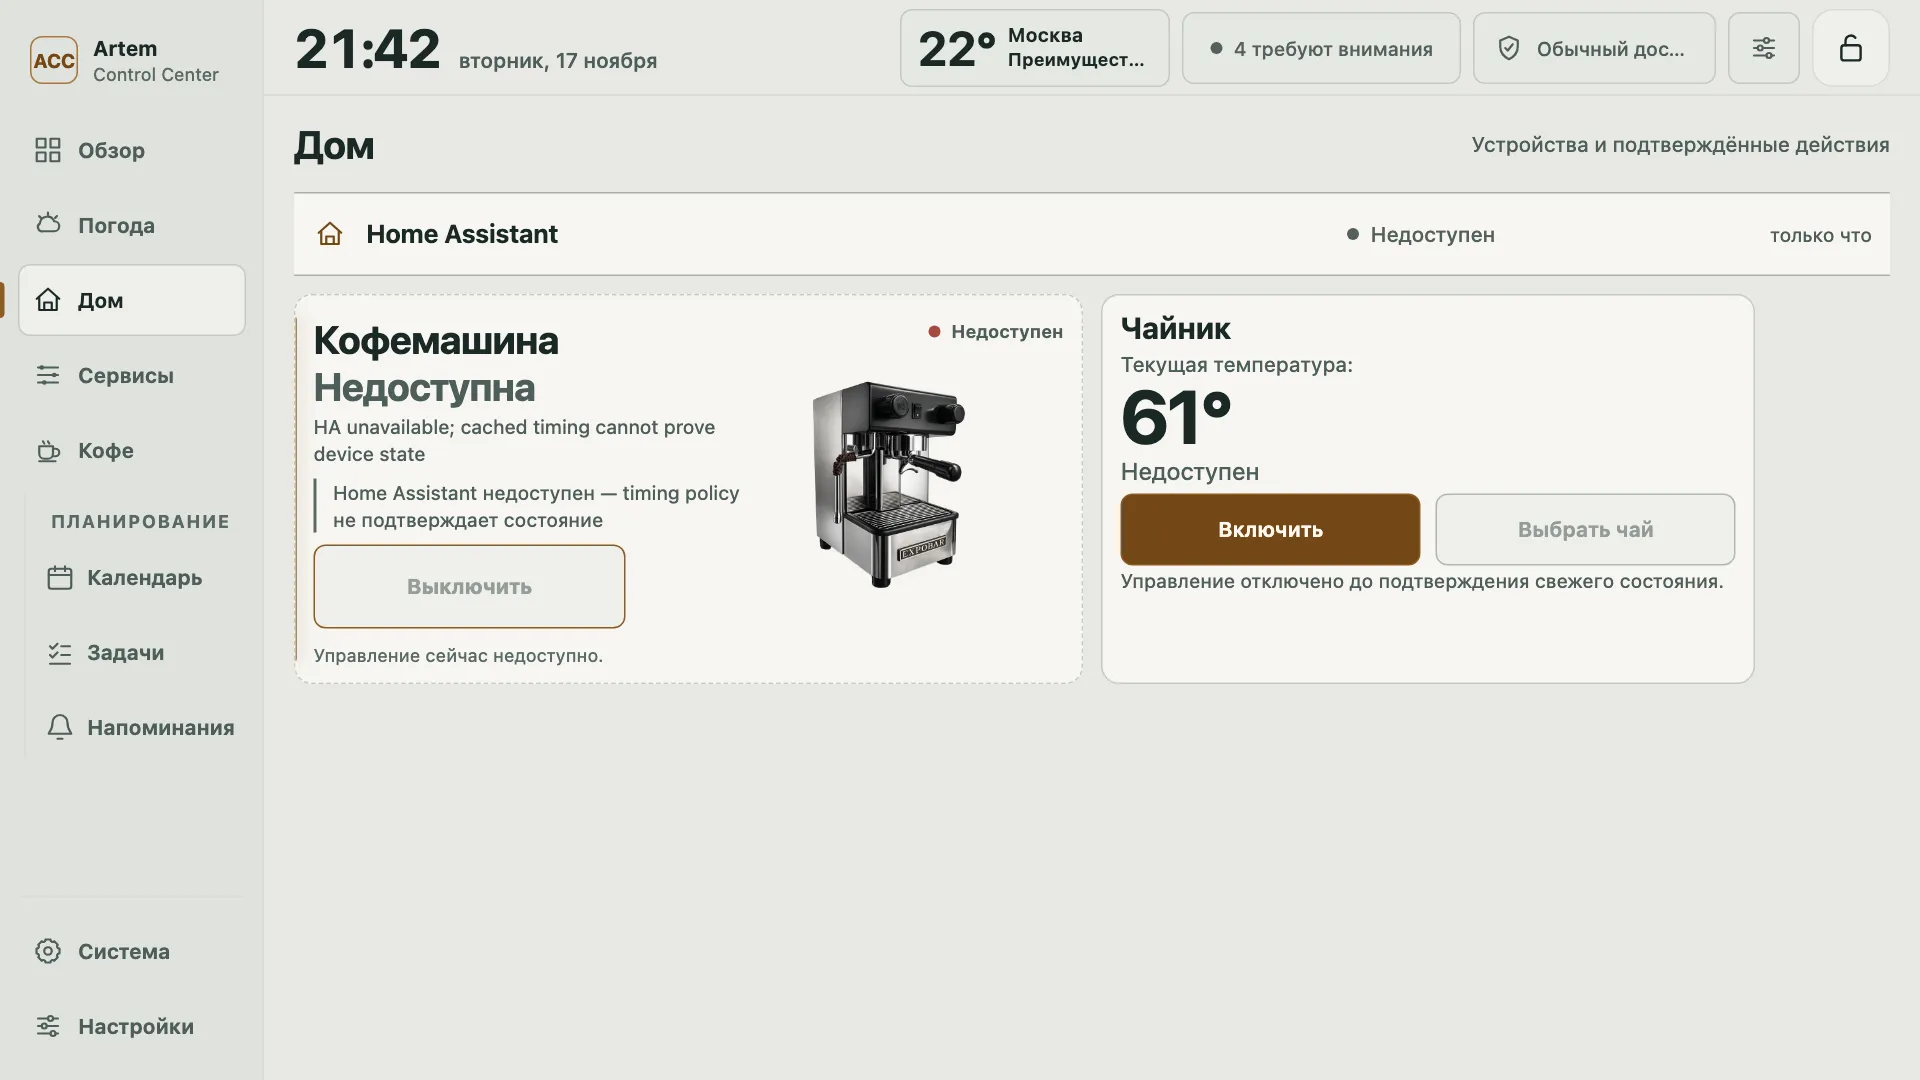 ACC
Artem
Control Center
21:42 вторник, 17 ноября
22° Москва
Преимущест...
4 требуют внимания
Обычный дос...
Обзор
Погода
Дом
Сервисы
Кофе
ПЛАНИРОВАНИЕ
Календарь
Задачи
Напоминания
Система
Настройки
Дом
Устройства и подтверждённые действия
Home Assistant
Недоступен
только что
Кофемашина
Недоступен
Недоступна
HA unavailable; cached timing cannot prove
device state
Home Assistant недоступен — timing policy
не подтверждает состояние
Выключить
Управление сейчас недоступно.
EXPOBAR
Чайник
Текущая температура:
61°
Недоступен
Включить
Выбрать чай
Управление отключено до подтверждения свежего состояния.